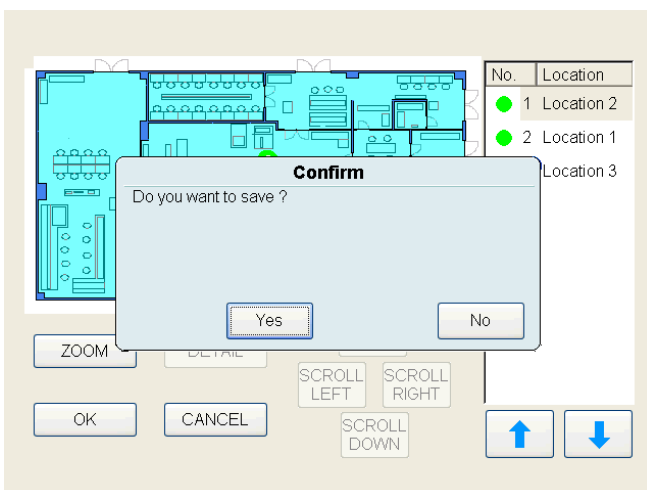 No. Location
1 Location 2
2 Location 1
Location 3
Confirm
Do you want to save ?
Yes
No
ZOOM
DETAIL
SCROLL
LEFT
SCROLL
RIGHT
OK
CANCEL
SCROLL
DOWN